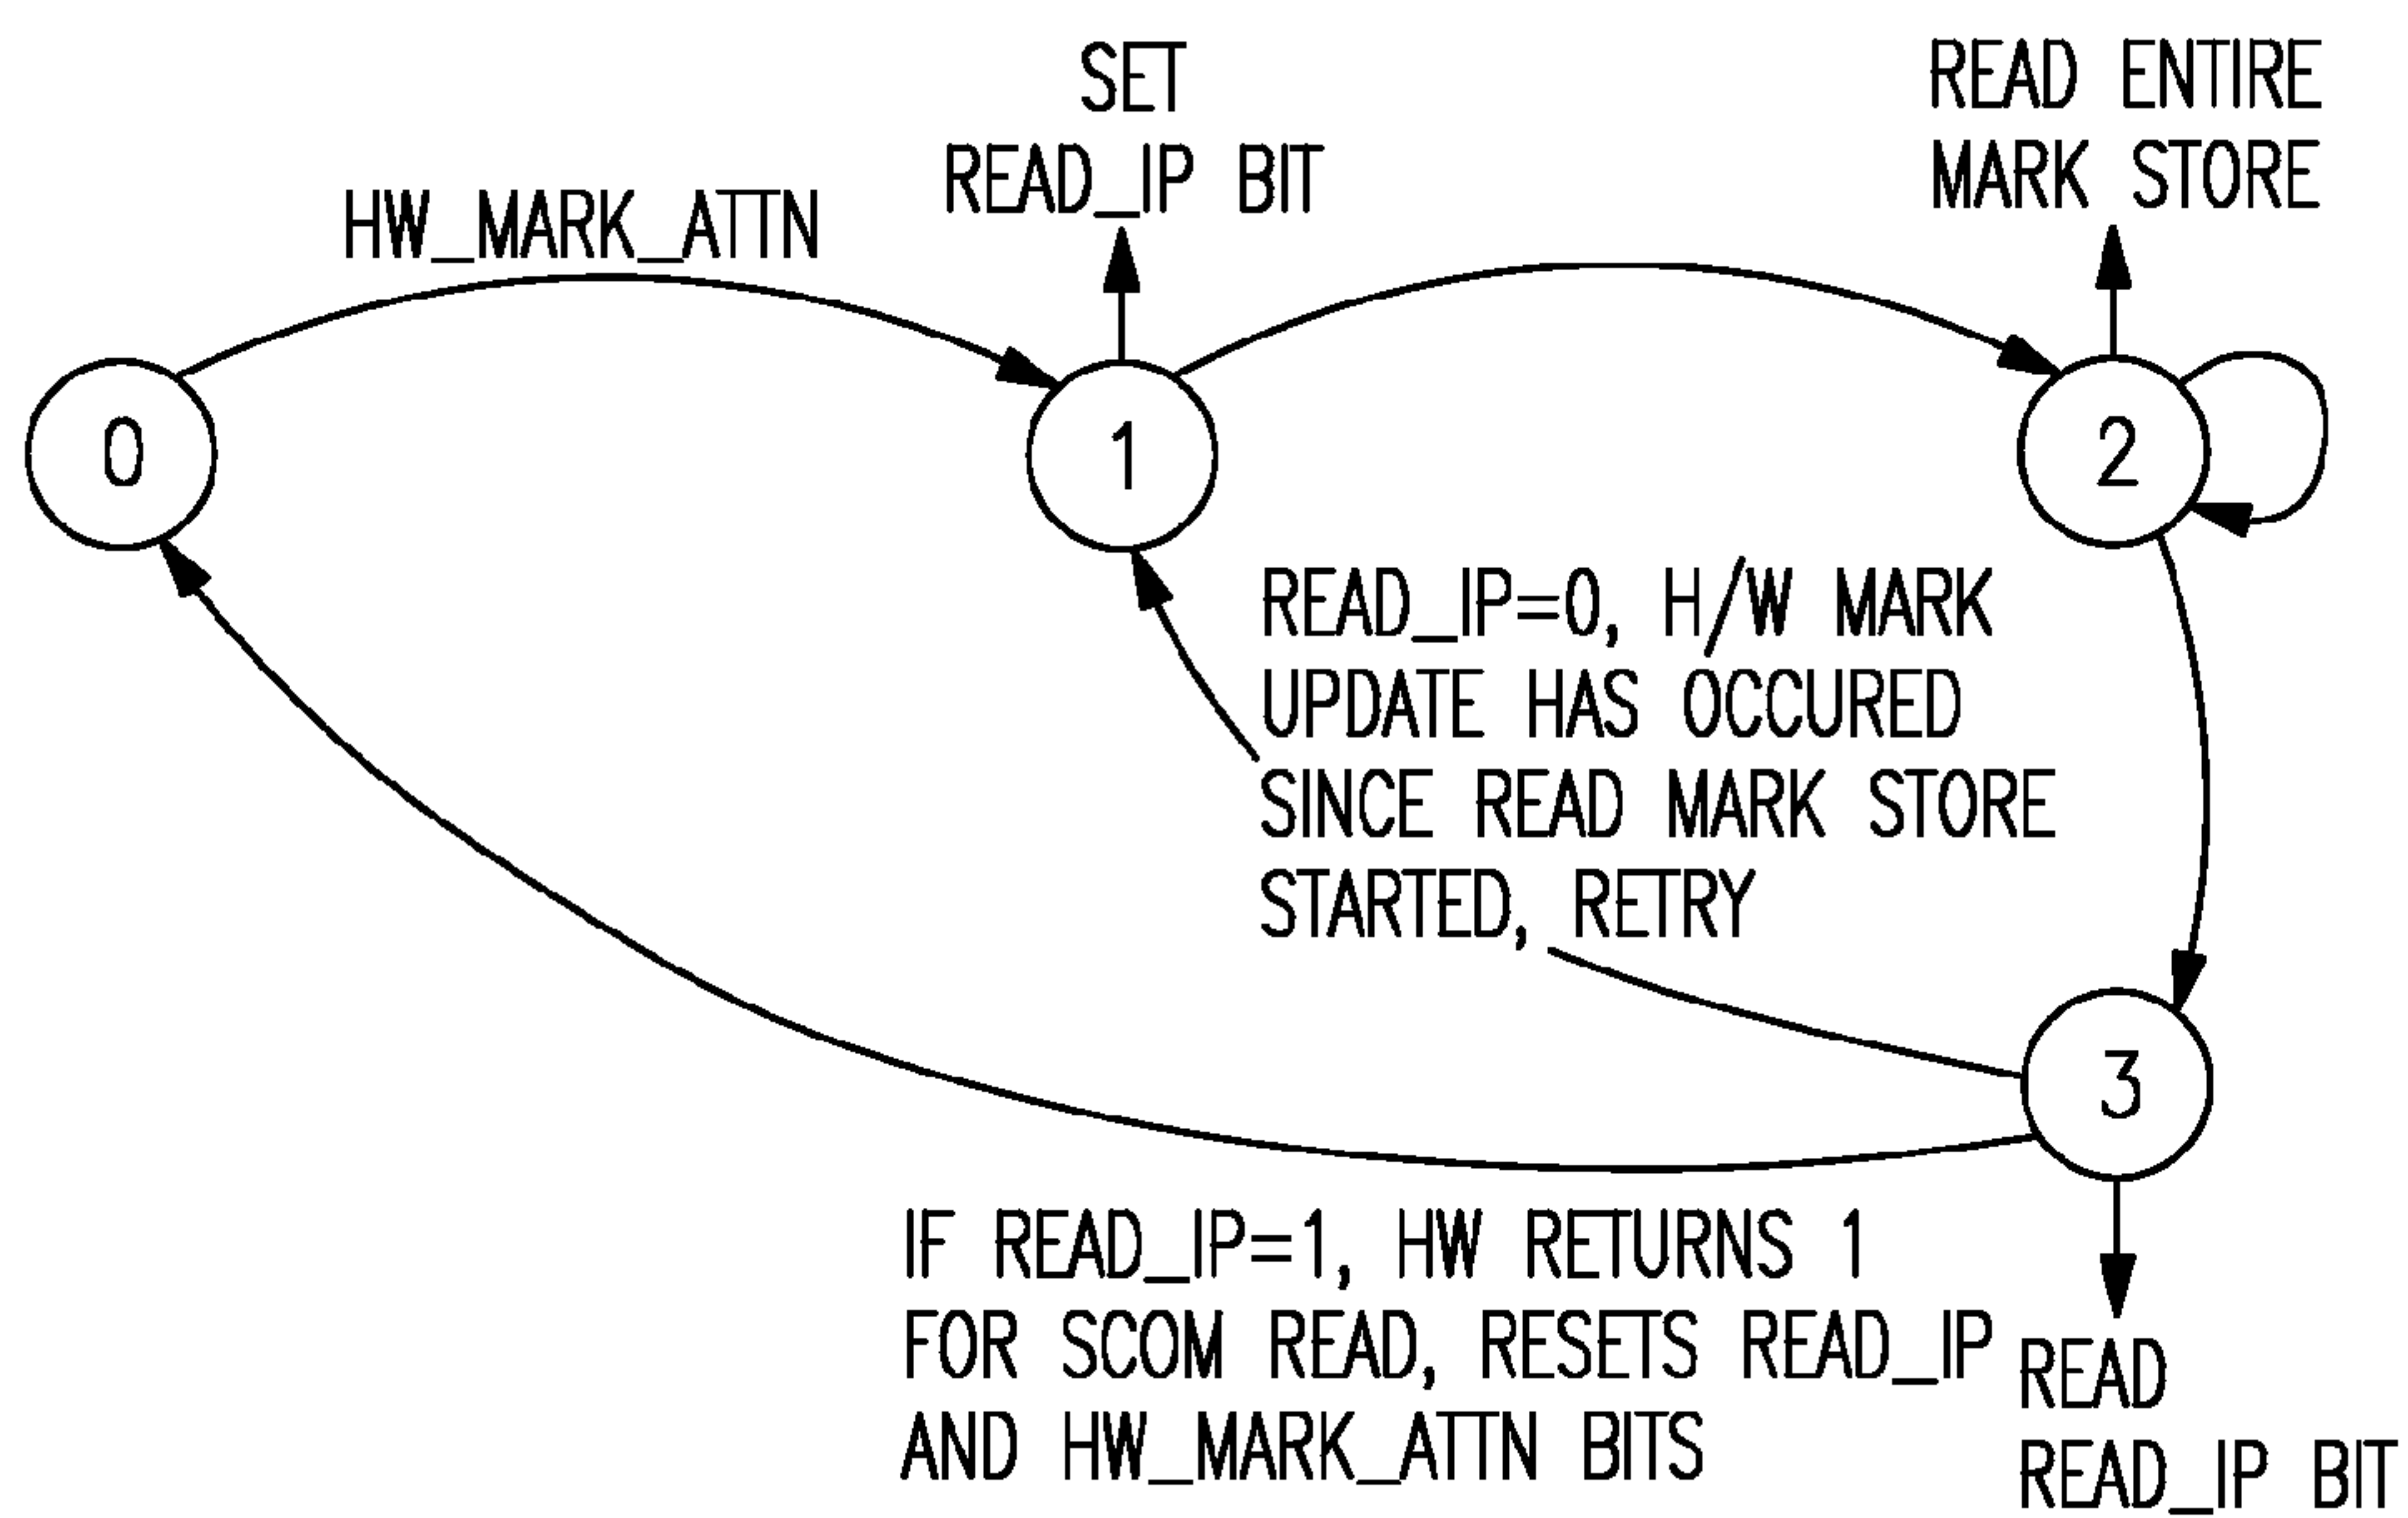 SET
READ_IP BIT
READ ENTIRE
MARK STORE
HW_MARK_ATTN
0
1
2
READ_IP=0, H/W MARK
UPDATE HAS OCCURED
SINCE READ MARK STORE
STARTED, RETRY
3
IF READ_IP=1, HW RETURNS 1
FOR SCOM READ, RESETS READ_IP
AND HW_MARK_ATTN BITS
READ
READ_IP BIT